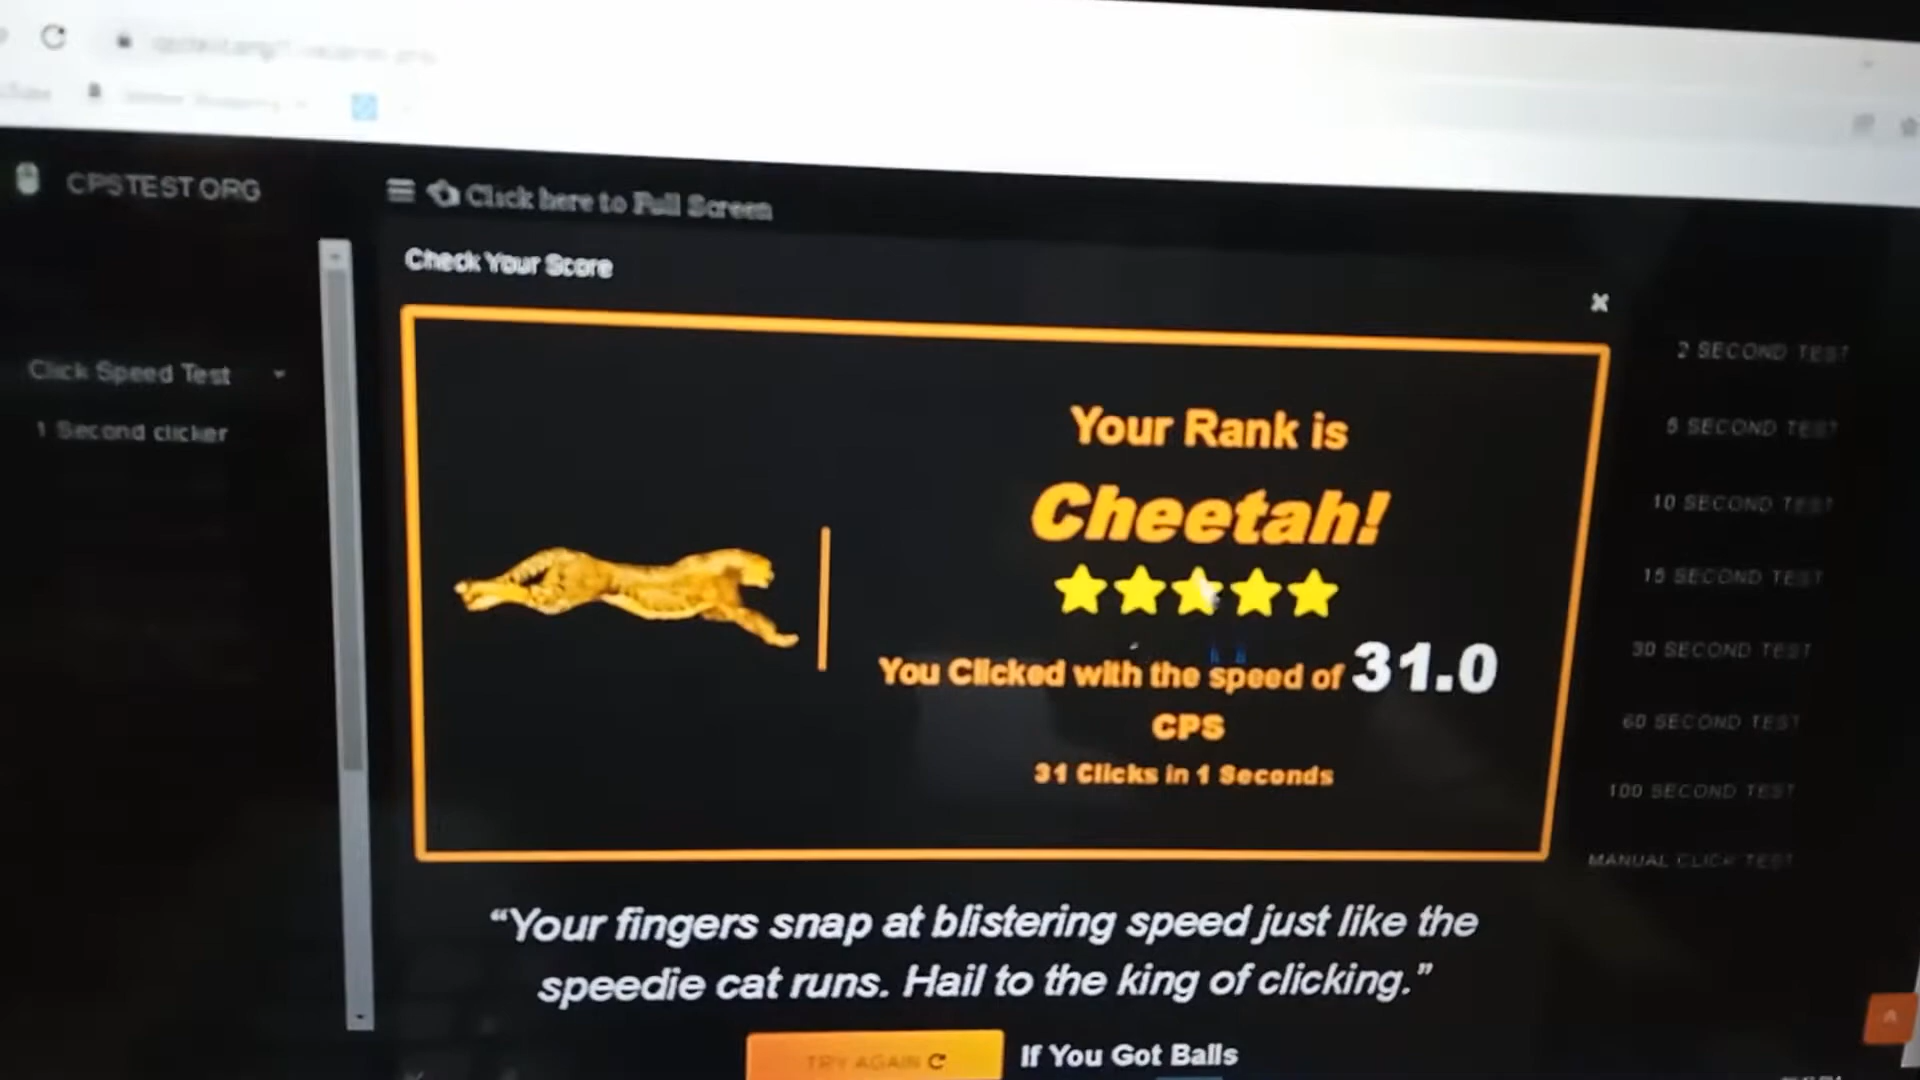 CPSTEST ORG
Click here to Full Screen
Check Your Score
Click Speed Test
1 Second clicker
Your Rank is
Cheetah!
You Clicked with the speed of 31.0
CPS
31 Clicks in 1 Seconds
2 SECOND TEST
5 SECOND TEST
10 SECOND TEST
15 SECOND TEST
30 SECOND TEST
60 SECOND TEST
100 SECOND TEST
MANUAL CLICK TEST
“Your fingers snap at blistering speed just like the
speedie cat runs. Hail to the king of clicking.”
TRY AGAIN
If You Got Balls